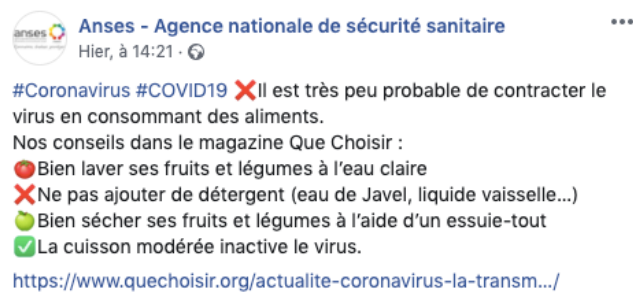 anses
Anses - Agence nationale de sécurité sanitaire
Hier, à 14:21 ·
#Coronavirus #COVID19 ❌Il est très peu probable de contracter le
virus en consommant des aliments.
Nos conseils dans le magazine Que Choisir :
🍅Bien laver ses fruits et légumes à l’eau claire
❌Ne pas ajouter de détergent (eau de Javel, liquide vaisselle...)
🍏Bien sécher ses fruits et légumes à l’aide d’un essuie-tout
✅La cuisson modérée inactive le virus.
https://www.quechoisir.org/actualite-coronavirus-la-transm.../